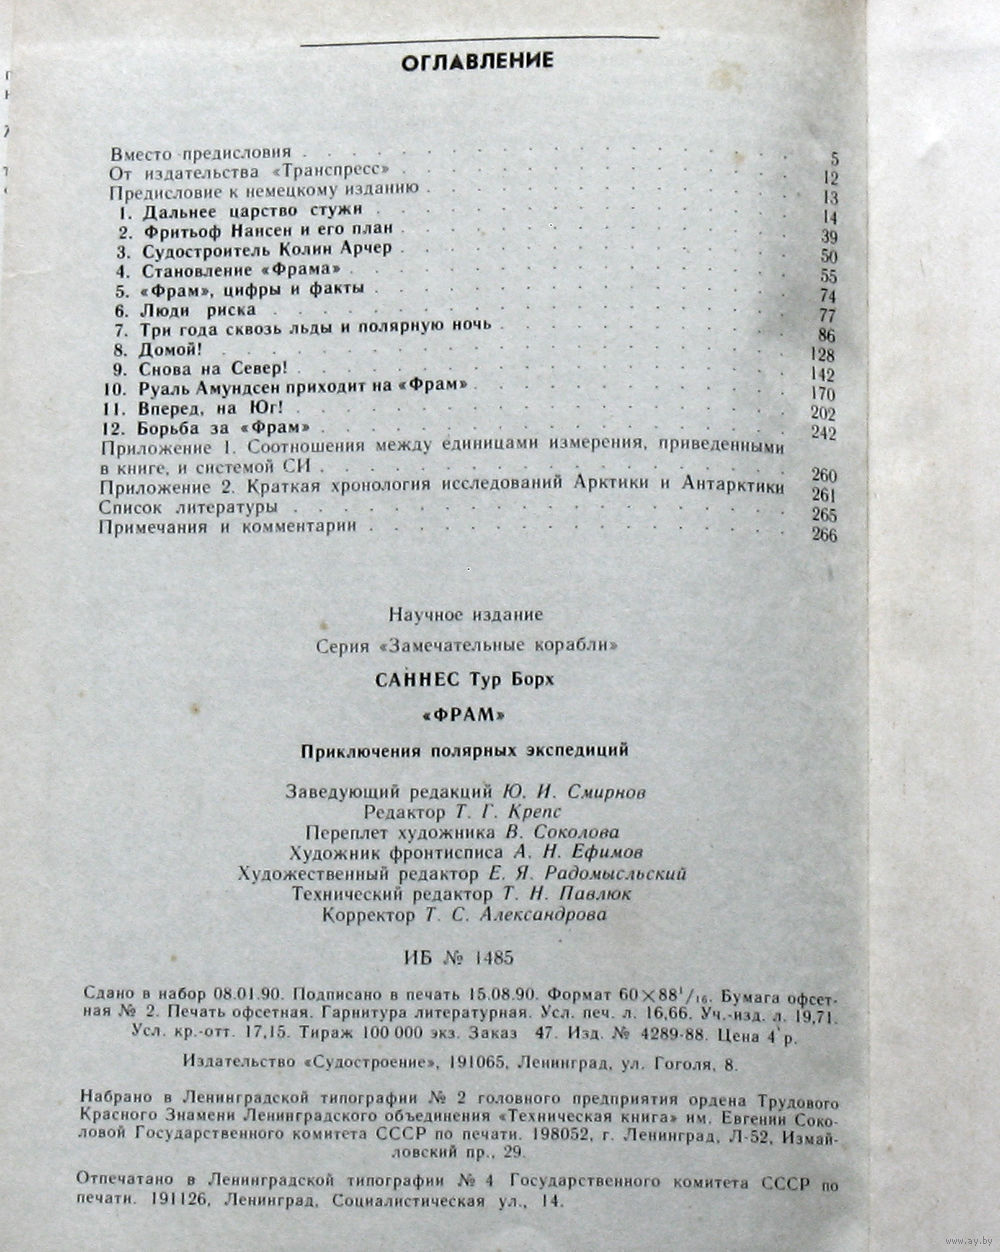 ОГЛАВЛЕНИЕ
Вместо предисловия 5
От издательства «Транспресс» 12
Предисловие к немецкому изданию 13
1. Дальнее царство стужи 14
2. Фритьоф Нансен и его план 39
3. Судостроитель Колин Арчер 50
4. Становление «Фрама» 55
5. «Фрам», цифры и факты 74
6. Люди риска 77
7. Три года сквозь льды и полярную ночь 86
8. Домой! 128
9. Снова на Север! 142
10. Руаль Амундсен приходит на «Фрам» 170
11. Вперед, на Юг! 202
12. Борьба за «Фрам» 242
Приложение 1. Соотношения между единицами измерения, приведенными
в книге, и системой СИ 260
Приложение 2. Краткая хронология исследований Арктики и Антарктики 261
Список литературы 265
Примечания и комментарии 266
Научное издание
Серия «Замечательные корабли»
САННЕС Тур Борх
«ФРАМ»
Приключения полярных экспедиций
Заведующий редакций Ю. И. Смирнов
Редактор Т. Г. Крепс
Переплет художника В. Соколова
Художник фронтисписа А. Н. Ефимов
Художественный редактор Е. Я. Радомысльский
Технический редактор Т. Н. Павлюк
Корректор Т. С. Александрова
ИБ № 1485
Сдано в набор 08.01.90. Подписано в печать 15.08.90. Формат 60×88¹/₁₆. Бумага офсет-
ная № 2. Печать офсетная. Гарнитура литературная. Усл. печ. л. 16,66. Уч.-изд. л. 19,71.
Усл. кр.-отт. 17,15. Тираж 100 000 экз. Заказ 47. Изд. № 4289-88. Цена 4 р.
Издательство «Судостроение», 191065, Ленинград, ул. Гоголя, 8.
Набрано в Ленинградской типографии № 2 головного предприятия ордена Трудового
Красного Знамени Ленинградского объединения «Техническая книга» им. Евгении Соко-
ловой Государственного комитета СССР по печати. 198052, г. Ленинград, Л-52, Измай-
ловский пр., 29.
Отпечатано в Ленинградской типографии № 4 Государственного комитета СССР по
печати. 191126, Ленинград, Социалистическая ул., 14.
www.ay.by